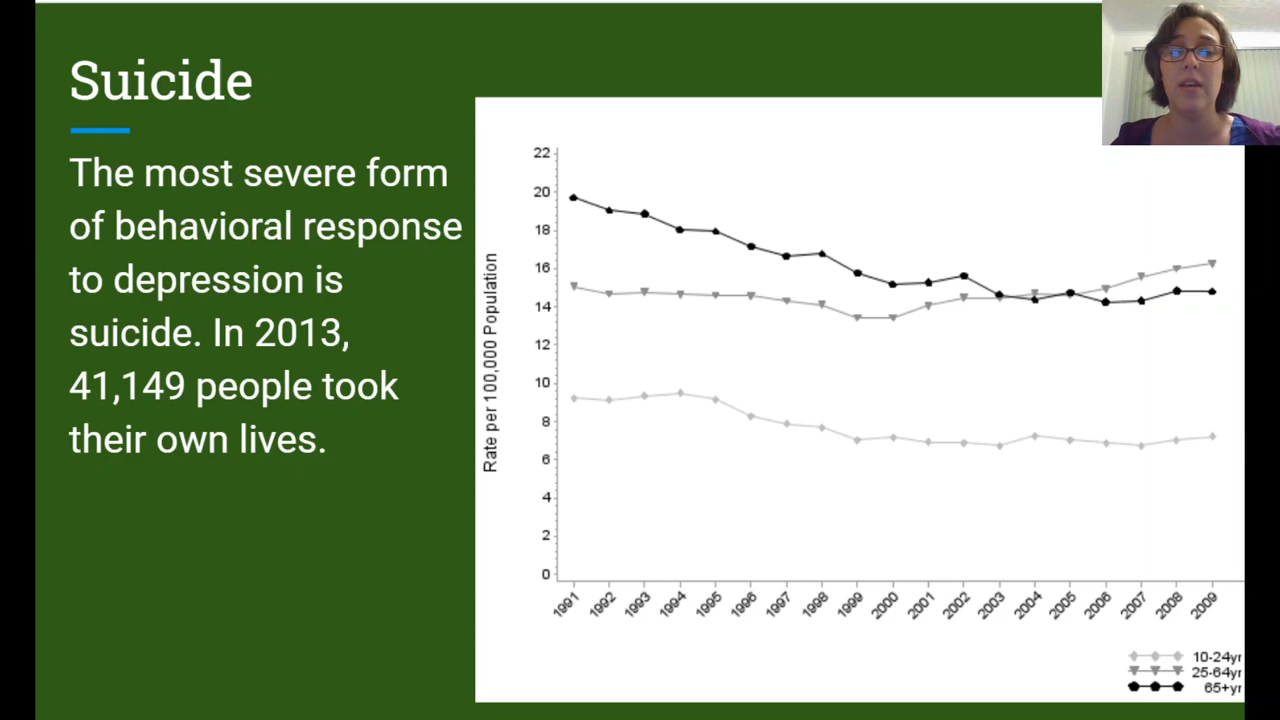 Suicide
The most severe form
of behavioral response
to depression is
suicide. In 2013,
41,149 people took
their own lives.
Rate per 100,000 Population
22
20
18
16
14
12
10
8
6
4
2
0
1991 1992 1993 1994 1995 1996 1997 1998 1999 2000 2001 2002 2003 2004 2005 2006 2007 2008 2009
10-24yr
25-64yr
65+yr